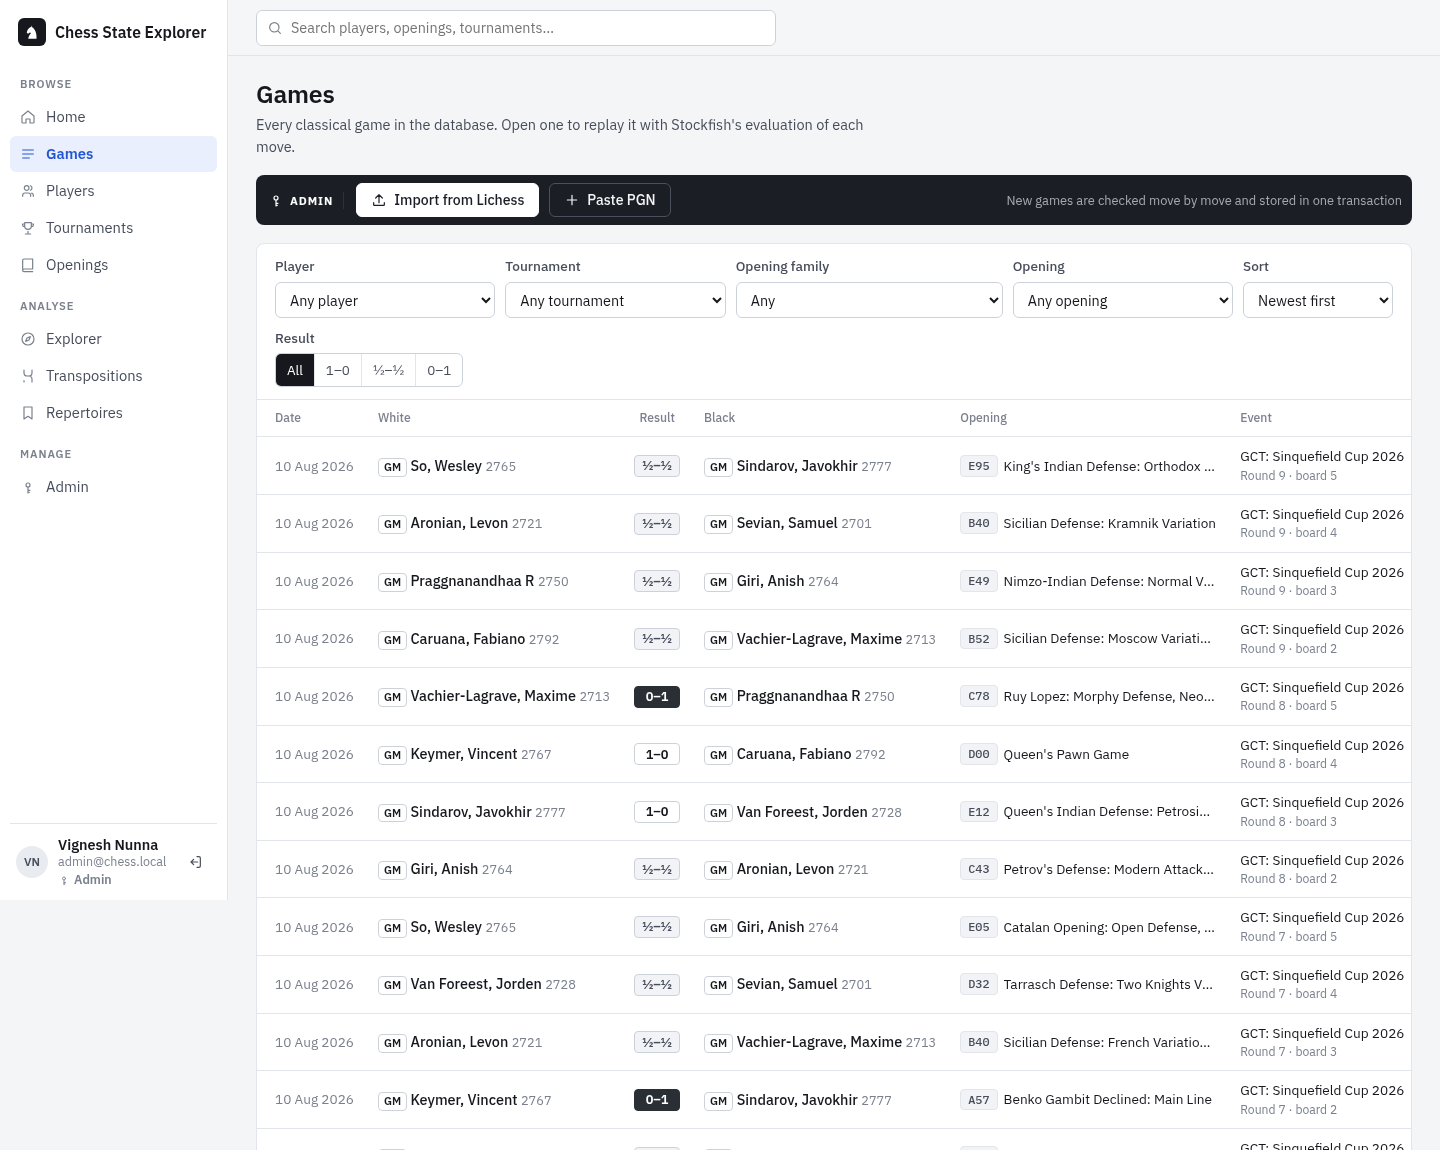 Chess State Explorer
Search players, openings, tournaments...
BROWSE
Home
Games
Players
Tournaments
Openings
ANALYSE
Explorer
Transpositions
Repertoires
MANAGE
Admin
VN
Vignesh Nunna
admin@chess.local
Admin
Games
Every classical game in the database. Open one to replay it with Stockfish's evaluation of each
move.
ADMIN Import from Lichess Paste PGN New games are checked move by move and stored in one transaction
Player Tournament Opening family Opening Sort
Any player Any tournament Any Any opening Newest first
Result
All 1–0 ½–½ 0–1
Date White Result Black Opening Event
10 Aug 2026 GM So, Wesley 2765 ½–½ GM Sindarov, Javokhir 2777 E95 King's Indian Defense: Orthodox ... GCT: Sinquefield Cup 2026
Round 9 · board 5
10 Aug 2026 GM Aronian, Levon 2721 ½–½ GM Sevian, Samuel 2701 B40 Sicilian Defense: Kramnik Variation GCT: Sinquefield Cup 2026
Round 9 · board 4
10 Aug 2026 GM Praggnanandhaa R 2750 ½–½ GM Giri, Anish 2764 E49 Nimzo-Indian Defense: Normal V... GCT: Sinquefield Cup 2026
Round 9 · board 3
10 Aug 2026 GM Caruana, Fabiano 2792 ½–½ GM Vachier-Lagrave, Maxime 2713 B52 Sicilian Defense: Moscow Variati... GCT: Sinquefield Cup 2026
Round 9 · board 2
10 Aug 2026 GM Vachier-Lagrave, Maxime 2713 0–1 GM Praggnanandhaa R 2750 C78 Ruy Lopez: Morphy Defense, Neo... GCT: Sinquefield Cup 2026
Round 8 · board 5
10 Aug 2026 GM Keymer, Vincent 2767 1–0 GM Caruana, Fabiano 2792 D00 Queen's Pawn Game GCT: Sinquefield Cup 2026
Round 8 · board 4
10 Aug 2026 GM Sindarov, Javokhir 2777 1–0 GM Van Foreest, Jorden 2728 E12 Queen's Indian Defense: Petrosi... GCT: Sinquefield Cup 2026
Round 8 · board 3
10 Aug 2026 GM Giri, Anish 2764 ½–½ GM Aronian, Levon 2721 C43 Petrov's Defense: Modern Attack... GCT: Sinquefield Cup 2026
Round 8 · board 2
10 Aug 2026 GM So, Wesley 2765 ½–½ GM Giri, Anish 2764 E05 Catalan Opening: Open Defense, ... GCT: Sinquefield Cup 2026
Round 7 · board 5
10 Aug 2026 GM Van Foreest, Jorden 2728 ½–½ GM Sevian, Samuel 2701 D32 Tarrasch Defense: Two Knights V... GCT: Sinquefield Cup 2026
Round 7 · board 4
10 Aug 2026 GM Aronian, Levon 2721 ½–½ GM Vachier-Lagrave, Maxime 2713 B40 Sicilian Defense: French Variatio... GCT: Sinquefield Cup 2026
Round 7 · board 3
10 Aug 2026 GM Keymer, Vincent 2767 0–1 GM Sindarov, Javokhir 2777 A57 Benko Gambit Declined: Main Line GCT: Sinquefield Cup 2026
Round 7 · board 2
GCT: Sinquefield Cup 2026